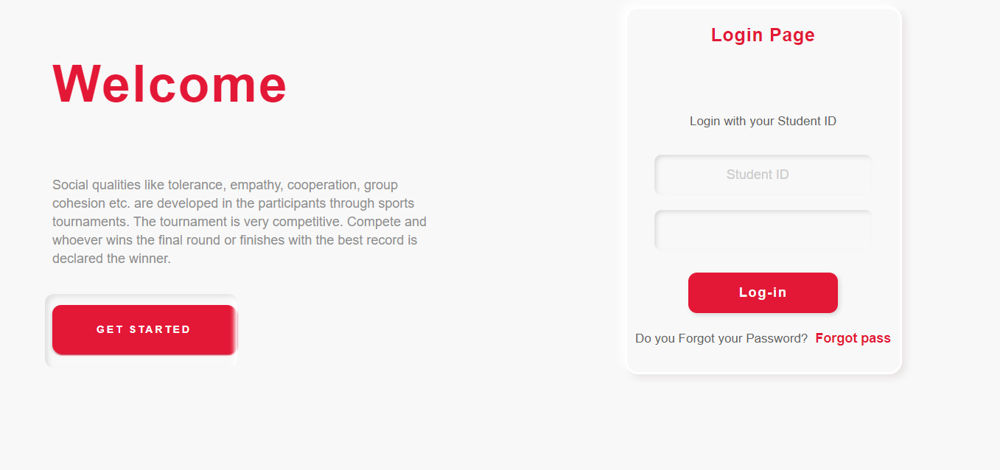 Welcome
Social qualities like tolerance, empathy, cooperation, group
cohesion etc. are developed in the participants through sports
tournaments. The tournament is very competitive. Compete and
whoever wins the final round or finishes with the best record is
declared the winner.
GET STARTED
Login Page
Login with your Student ID
Student ID
Log-in
Do you Forgot your Password? Forgot pass